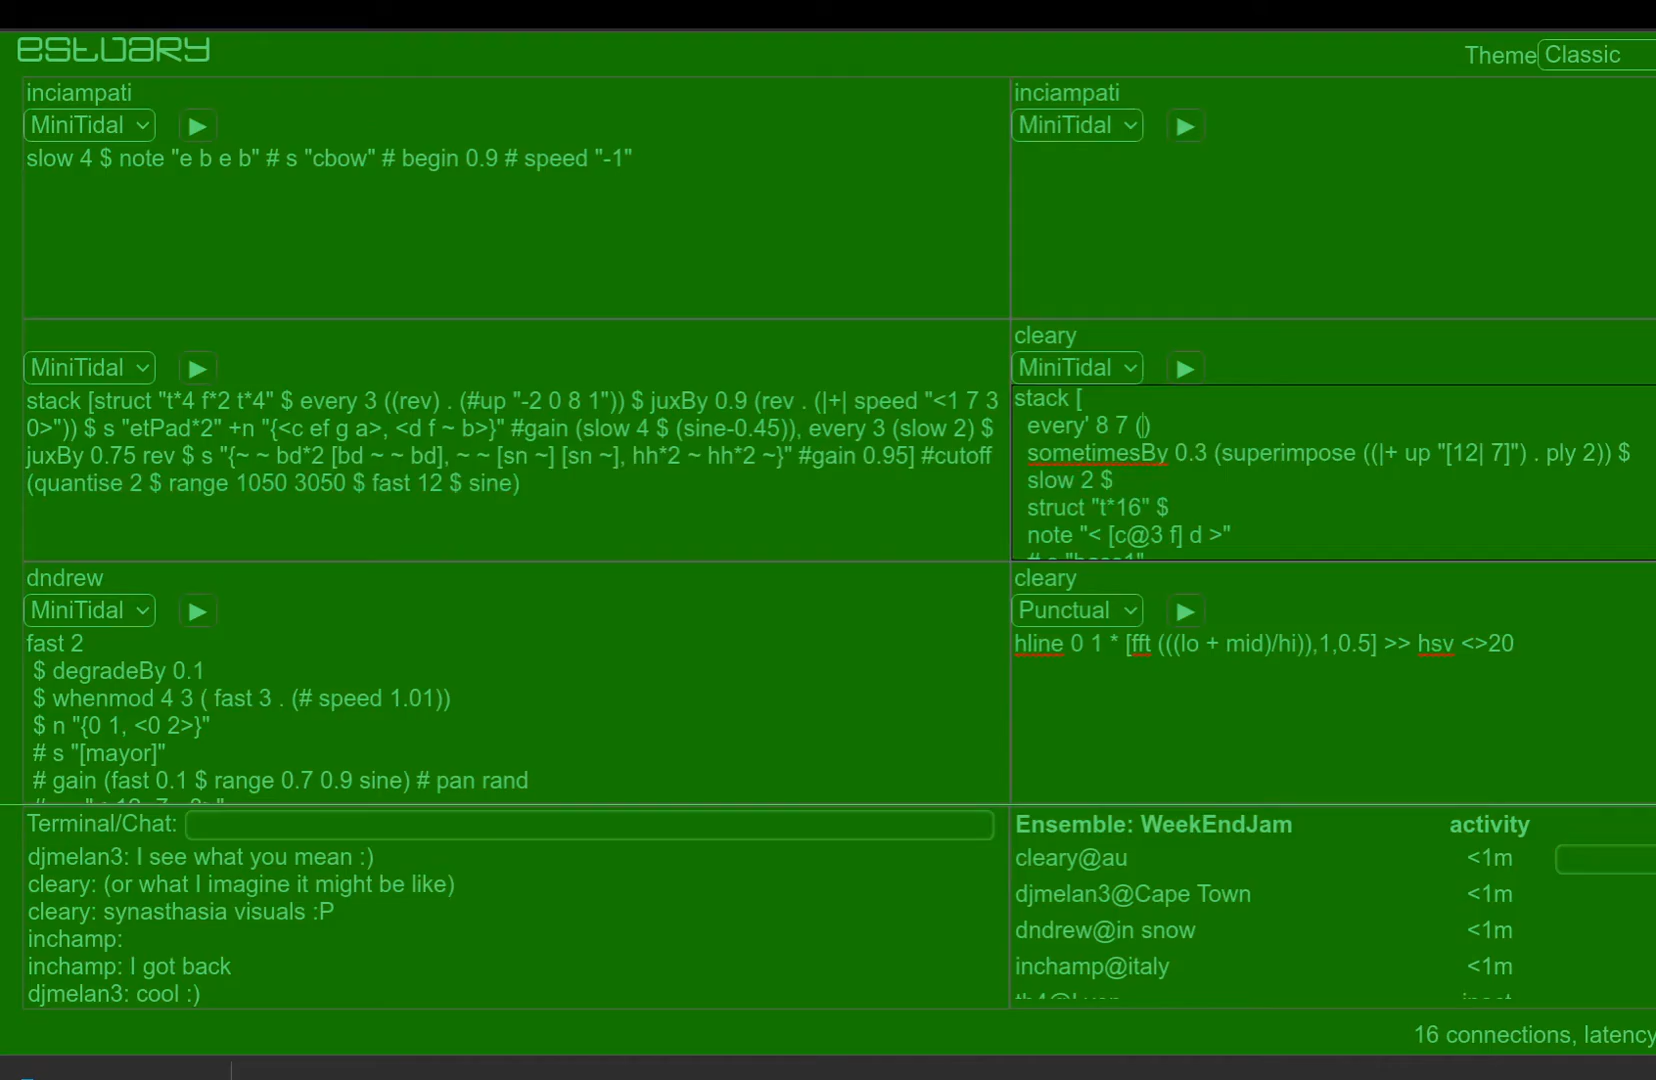 estuary
Theme Classic
inciampati
MiniTidal
slow 4 $ note "e b e b" # s "cbow" # begin 0.9 # speed "-1"
inciampati
MiniTidal
MiniTidal
stack [struct "t*4 f*2 t*4" $ every 3 ((rev) . (#up "-2 0 8 1")) $ juxBy 0.9 (rev . (|+| speed "<1 7 3
0>")) $ s "etPad*2" +n "{<c ef g a>, <d f ~ b>}" #gain (slow 4 $ (sine-0.45)), every 3 (slow 2) $
juxBy 0.75 rev $ s "{~ ~ bd*2 [bd ~ ~ bd], ~ ~ [sn ~] [sn ~], hh*2 ~ hh*2 ~}" #gain 0.95] #cutoff
(quantise 2 $ range 1050 3050 $ fast 12 $ sine)
cleary
MiniTidal
stack [
every' 8 7 ()
sometimesBy 0.3 (superimpose ((|+ up "[12| 7]") . ply 2)) $
slow 2 $
struct "t*16" $
note "< [c@3 f] d >"
dndrew
MiniTidal
fast 2
$ degradeBy 0.1
$ whenmod 4 3 ( fast 3 . (# speed 1.01))
$ n "{0 1, <0 2>}"
# s "[mayor]"
# gain (fast 0.1 $ range 0.7 0.9 sine) # pan rand
cleary
Punctual
hline 0 1 * [fft (((lo + mid)/hi)),1,0.5] >> hsv <>20
Terminal/Chat:
djmelan3: I see what you mean :)
cleary: (or what I imagine it might be like)
cleary: synasthasia visuals :P
inchamp:
inchamp: I got back
djmelan3: cool :)
Ensemble: WeekEndJam activity
cleary@au <1m
djmelan3@Cape Town <1m
dndrew@in snow <1m
inchamp@italy <1m
16 connections, latency